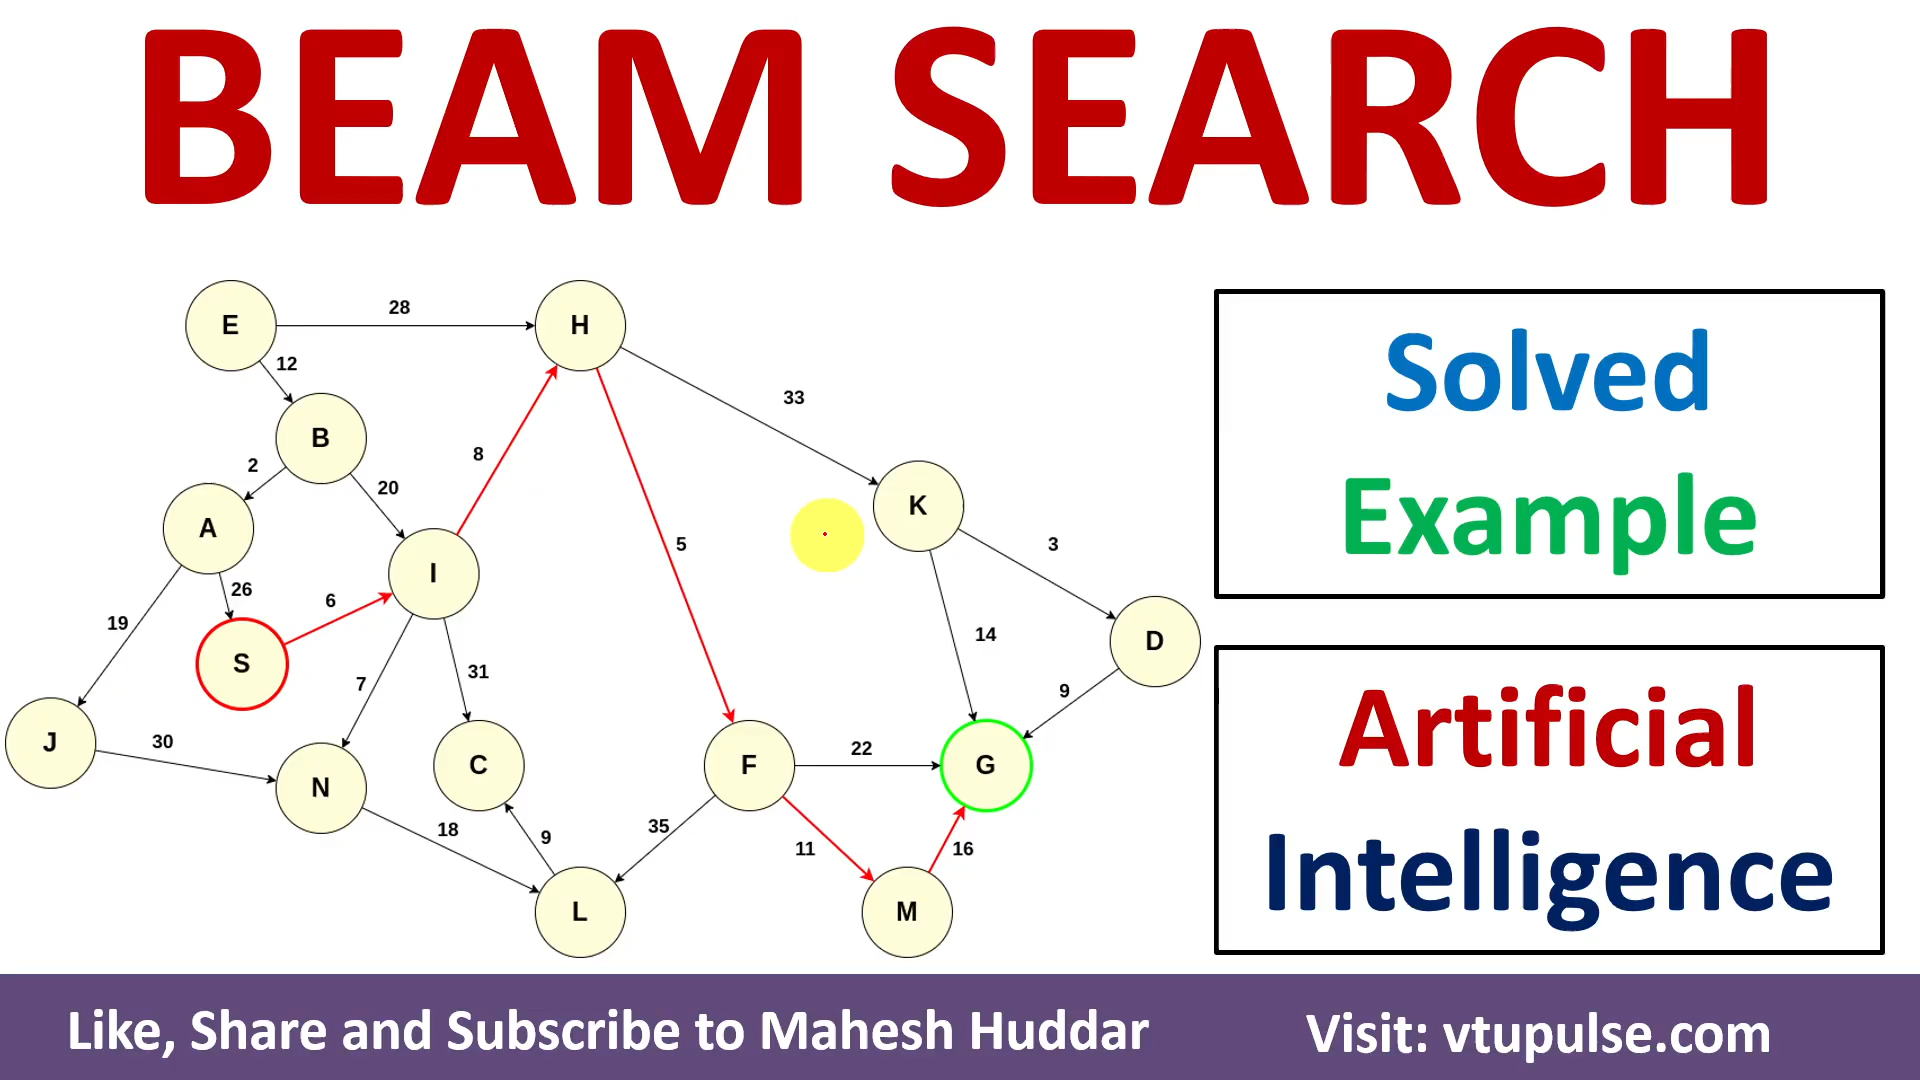 BEAM SEARCH
E
28
H
12
33
B
8
2
20
K
A
I
5
3
26
6
19
S
14
D
7
31
9
J
30
N
C
F
22
G
18
9
35
11
16
L
M
Solved
Example
Artificial
Intelligence
Like, Share and Subscribe to Mahesh Huddar
Visit: vtupulse.com